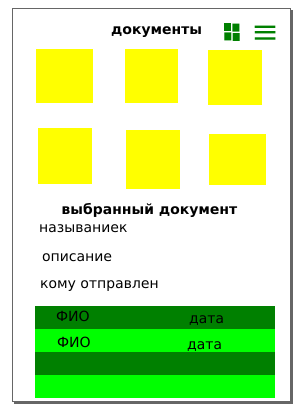 документы
выбранный документ
называниек
описание
кому отправлен
ФИО дата
ФИО дата